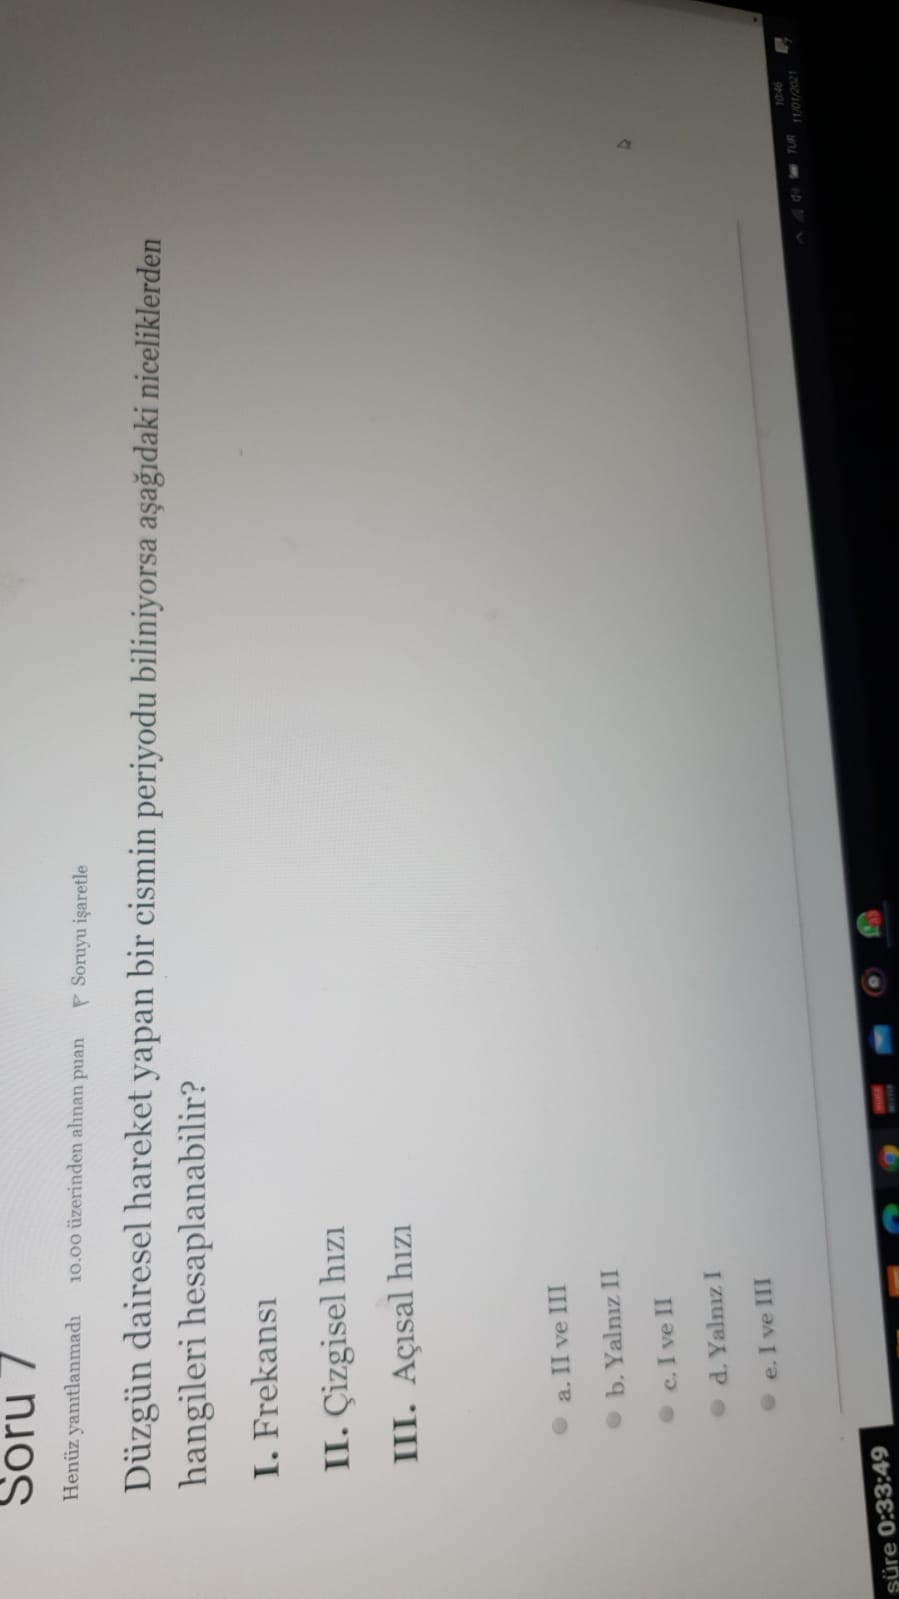 Soru 7
Henüz yanıtlanmadı 10.00 üzerinden alınan puan Soruyu işaretle
Düzgün dairesel hareket yapan bir cismin periyodu biliniyorsa aşağıdaki niceliklerden
hangileri hesaplanabilir?
I. Frekansı
II. Çizgisel hızı
III. Açısal hızı
a. II ve III
b. Yalnız II
c. I ve II
d. Yalnız I
e. I ve III
süre 0:33:49
TUR
10:46
11/01/2021